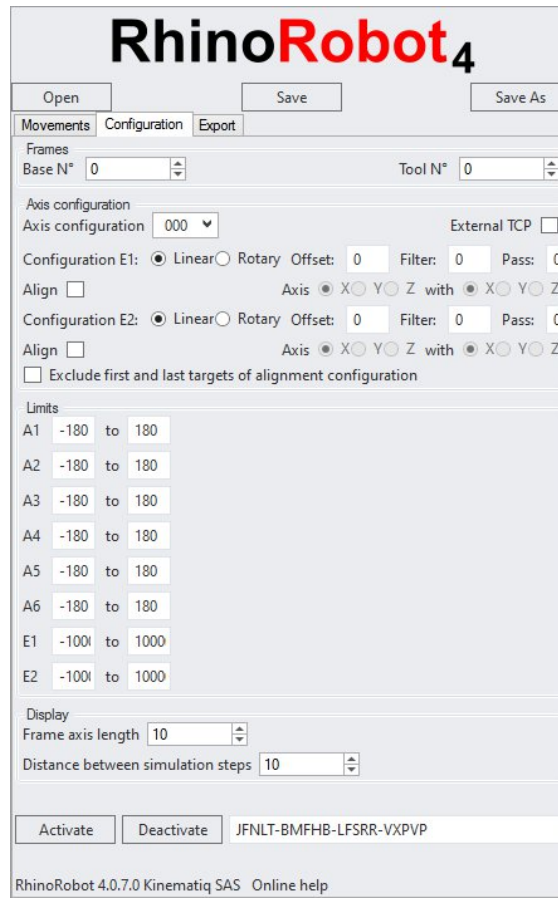 RhinoRobot4
Open Save Save As
Movements Configuration Export
Frames
Base N° 0 Tool N° 0
Axis configuration
Axis configuration 000 External TCP
Configuration E1: Linear Rotary Offset: 0 Filter: 0 Pass: 0
Align Axis X Y Z with X Y Z
Configuration E2: Linear Rotary Offset: 0 Filter: 0 Pass: 0
Align Axis X Y Z with X Y Z
Exclude first and last targets of alignment configuration
Limits
A1 -180 to 180
A2 -180 to 180
A3 -180 to 180
A4 -180 to 180
A5 -180 to 180
A6 -180 to 180
E1 -100 to 1000
E2 -100 to 1000
Display
Frame axis length 10
Distance between simulation steps 10
Activate Deactivate JFNLT-BMFHB-LFSRR-VXPVP
RhinoRobot 4.0.7.0 Kinematiq SAS Online help